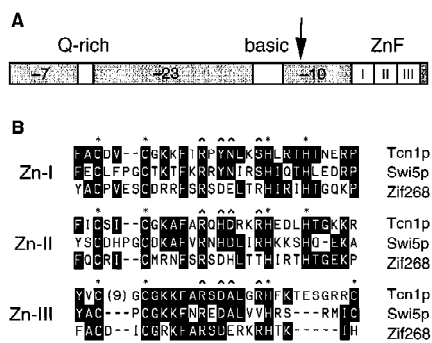 A
Q-rich basic ZnF
–7 –23 –10 I II III
B
* * ^ ^^ ^ * *
FACDV--CGKKFTRPYNLKSHLRTHTNERP Tcn1p
Zn-I FECLFPGCTKTFKRRYNIRSHIQTHLEDRP Swi5p
YACPVESCDRRFSRSDELTRHIRIHTGQKP Zif268
* * ^ ^^ ^ * *
FICSI--CGKAFARQHDRKRHEDLHTGKKR Tcn1p
Zn-II YSCDHPGCDKAFVRNHDLIRHKKSHQ-EKA Swi5p
FQCRI--CMRNFSRSDHLTTHIRTHTGEKP Zif268
* * ^ ^^ ^ * *
YVC(9)GCGKKFARSDALGRHFKTESGRRC Tcn1p
Zn-III YAC---PCGKKFNREDALVVHRS---RMIC Swi5p
FACD--ICGRKFARSDERKRHTK-----IH Zif268